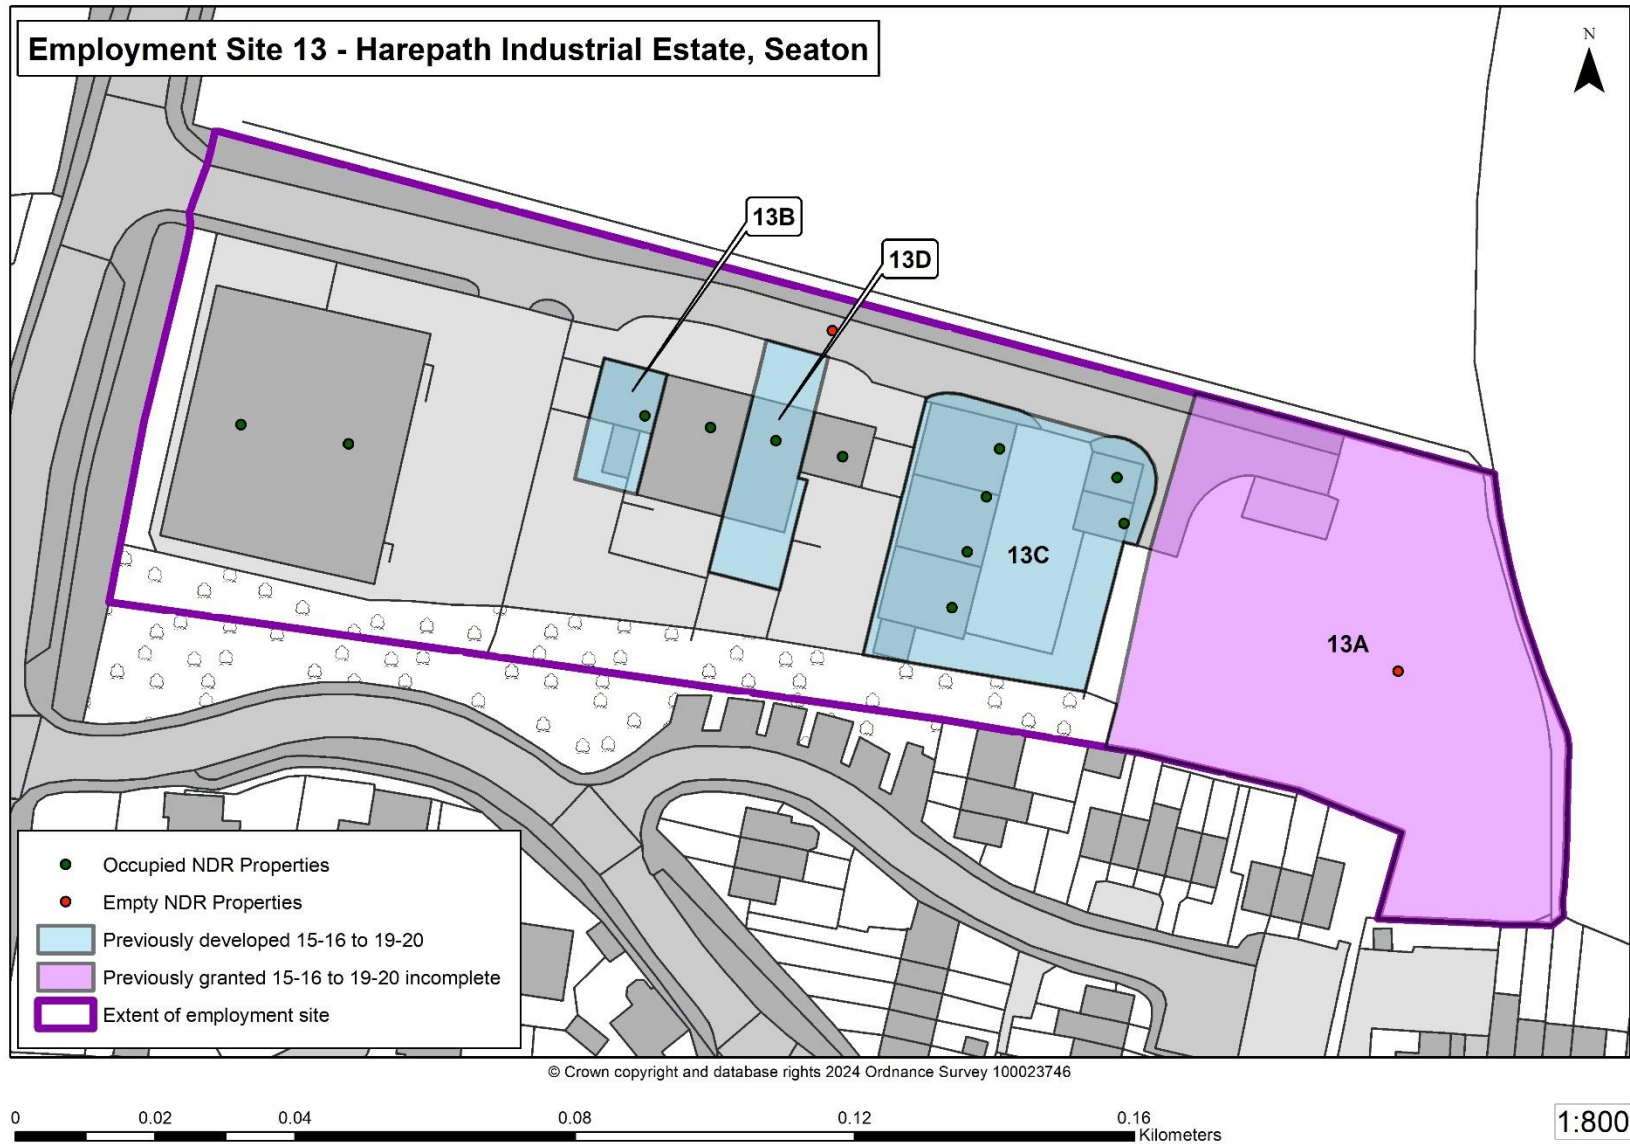 Employment Site 13 - Harepath Industrial Estate, Seaton
N
13B
13D
13C
13A
Occupied NDR Properties
Empty NDR Properties
Previously developed 15-16 to 19-20
Previously granted 15-16 to 19-20 incomplete
Extent of employment site
© Crown copyright and database rights 2024 Ordnance Survey 100023746
0 0.02 0.04 0.08 0.12 0.16
Kilometers
1:800